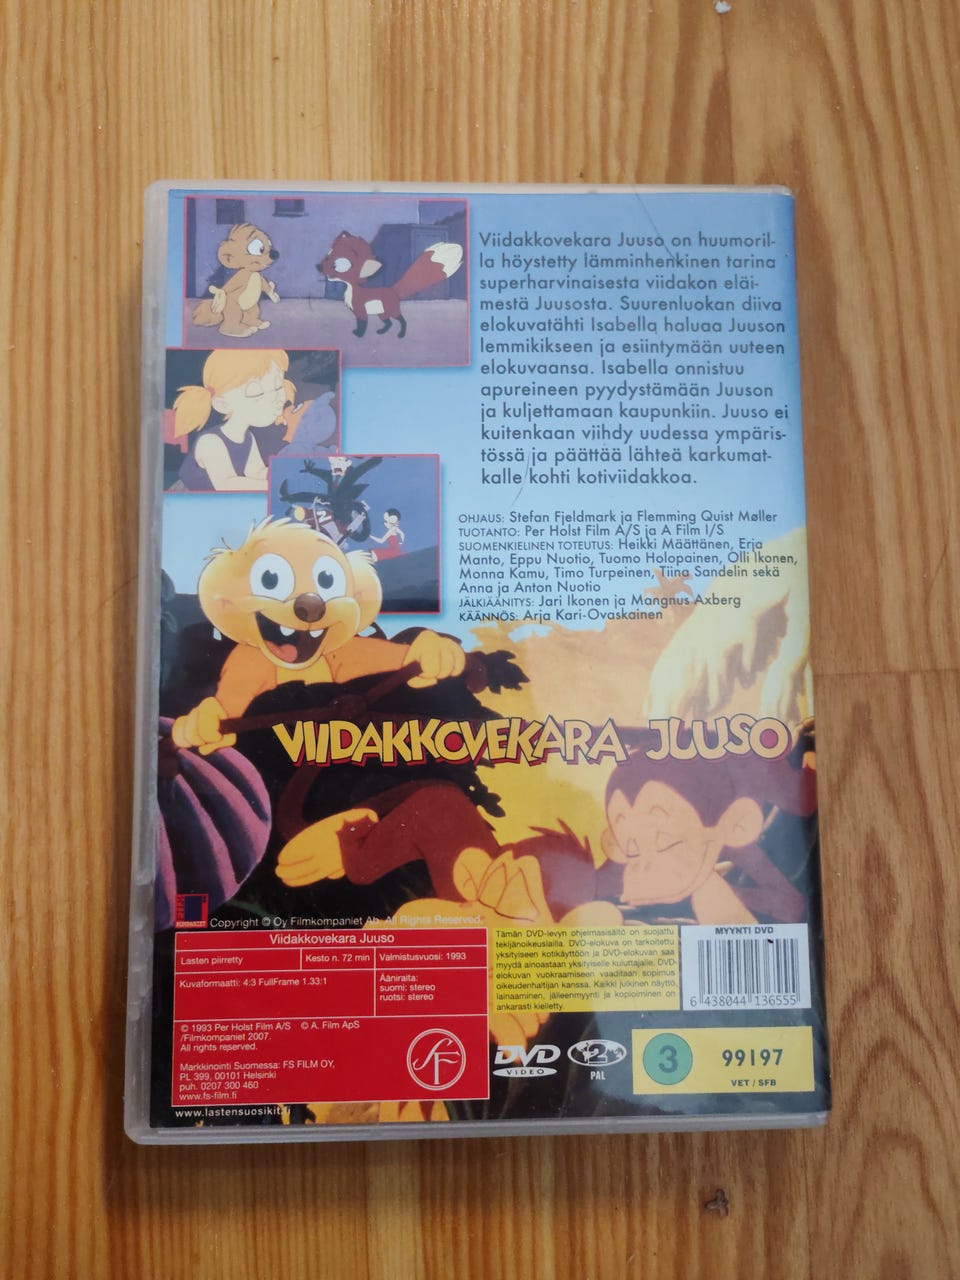 Viidakkovekara Juuso on huumoril-
la höystetty lämminhenkinen tarina
superharvinaisesta viidakon eläi-
mestä Juusosta. Suurenluokan diiva
elokuvatähti Isabella haluaa Juuson
lemmikikseen ja esiintymään uuteen
elokuvaansa. Isabella onnistuu
apureineen pyydystämään Juuson
ja kuljettamaan kaupunkiin. Juuso ei
kuitenkaan viihdy uudessa ympäris-
tössä ja päättää lähteä karkumat-
kalle kohti kotiviidakkoa.
OHJAUS: Stefan Fjeldmark ja Flemming Quist Møller
TUOTANTO: Per Holst Film A/S ja A Film I/S
SUOMENKIELINEN TOTEUTUS: Heikki Määttänen, Erja
Manto, Eppu Nuotio, Tuomo Holopainen, Olli Ikonen,
Monna Kamu, Timo Turpeinen, Tiina Sandelin sekä
Anna ja Anton Nuotio
JÄLKIÄÄNITYS: Jari Ikonen ja Mangnus Axberg
KÄÄNNÖS: Arja Kari-Ovaskainen
VIIDAKKOVEKARA JUUSO
Copyright © Oy Filmkompaniet Ab. All Rights Reserved.
Viidakkovekara Juuso
Lasten piirretty
Kesto n. 72 min
Valmistusvuosi: 1993
Kuvaformaatti: 4:3 FullFrame 1.33:1
Ääniraita:
suomi: stereo
ruotsi: stereo
© 1993 Per Holst Film A/S © A. Film ApS
/Filmkompaniet 2007.
All rights reserved.
Markkinointi Suomessa: FS FILM OY,
PL 399, 00101 Helsinki
puh. 0207 300 460
www.fs-film.fi
SF
www.lastensuosikit.fi
Tämän DVD-levyn ohjelmasisältö on suojattu
tekijänoikeuslailla. DVD-elokuva on tarkoitettu
yksityiseen kotikäyttöön ja DVD-elokuvan saa
myydä ainoastaan yksityiselle kuluttajalle. DVD-
elokuvan vuokraamiseen vaaditaan sopimus
oikeudenhaltijan kanssa. Kaikki julkinen näyttö,
lainaaminen, jälleenmyynti ja kopioiminen on
ankarasti kielletty.
MYYNTI DVD
6 438044 136555
DVD
VIDEO
2
PAL
3
99197
VET / SFB